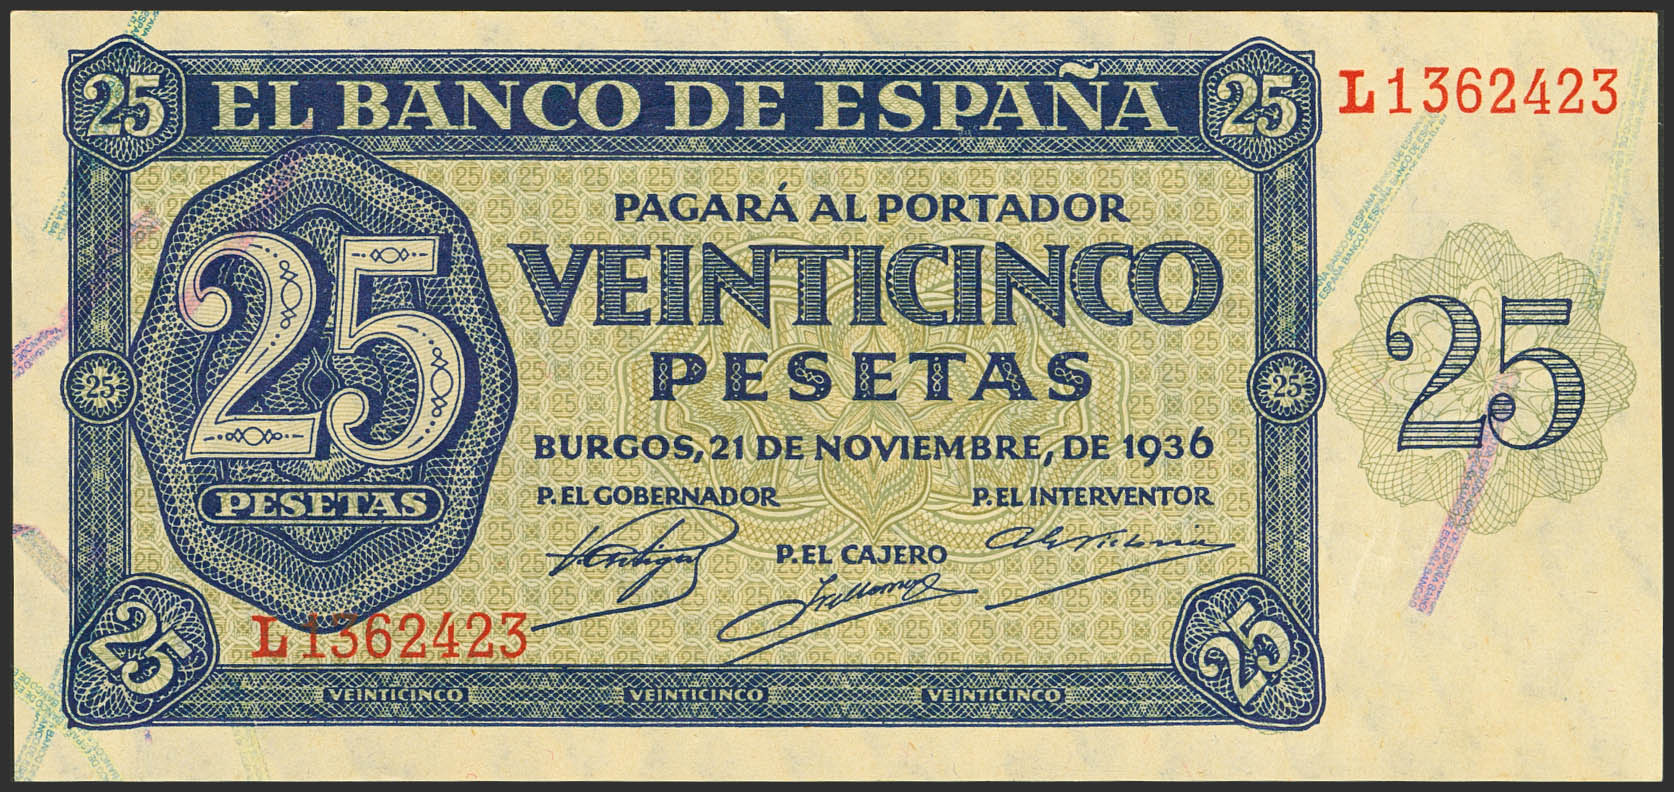 25 EL BANCO DE ESPAÑA 25
L1362423
PAGARÁ AL PORTADOR
VEINTICINCO
PESETAS
25
25
25
25
BURGOS, 21 DE NOVIEMBRE, DE 1936
PESETAS
P. EL GOBERNADOR P. EL INTERVENTOR
P. EL CAJERO
L1362423
25
25
VEINTICINCO VEINTICINCO VEINTICINCO